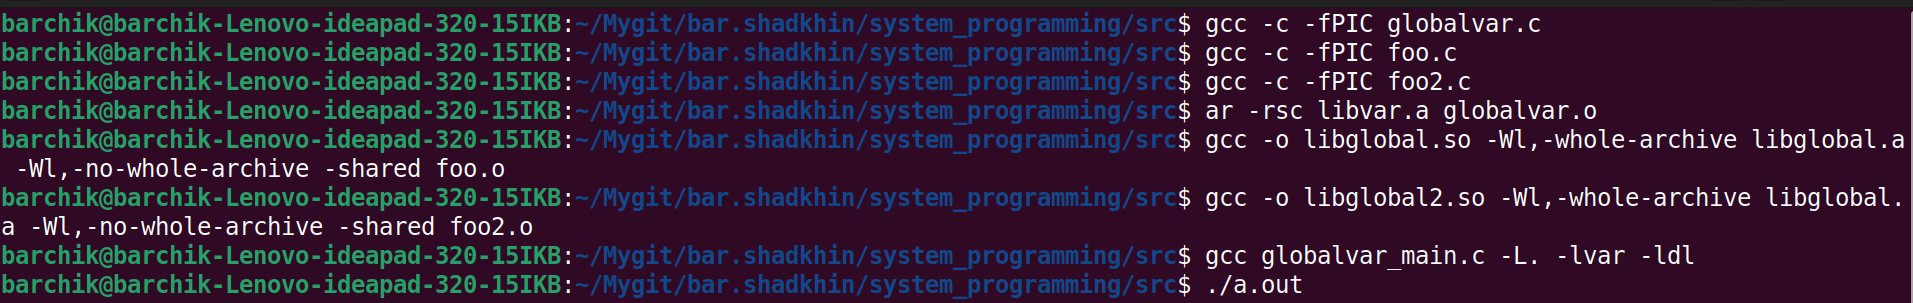 barchik@barchik-Lenovo-ideapad-320-15IKB:~/Mygit/bar.shadkhin/system_programming/src$ gcc -c -fPIC globalvar.c
barchik@barchik-Lenovo-ideapad-320-15IKB:~/Mygit/bar.shadkhin/system_programming/src$ gcc -c -fPIC foo.c
barchik@barchik-Lenovo-ideapad-320-15IKB:~/Mygit/bar.shadkhin/system_programming/src$ gcc -c -fPIC foo2.c
barchik@barchik-Lenovo-ideapad-320-15IKB:~/Mygit/bar.shadkhin/system_programming/src$ ar -rsc libvar.a globalvar.o
barchik@barchik-Lenovo-ideapad-320-15IKB:~/Mygit/bar.shadkhin/system_programming/src$ gcc -o libglobal.so -Wl,-whole-archive libglobal.a
 -Wl,-no-whole-archive -shared foo.o
barchik@barchik-Lenovo-ideapad-320-15IKB:~/Mygit/bar.shadkhin/system_programming/src$ gcc -o libglobal2.so -Wl,-whole-archive libglobal.
a -Wl,-no-whole-archive -shared foo2.o
barchik@barchik-Lenovo-ideapad-320-15IKB:~/Mygit/bar.shadkhin/system_programming/src$ gcc globalvar_main.c -L. -lvar -ldl
barchik@barchik-Lenovo-ideapad-320-15IKB:~/Mygit/bar.shadkhin/system_programming/src$ ./a.out